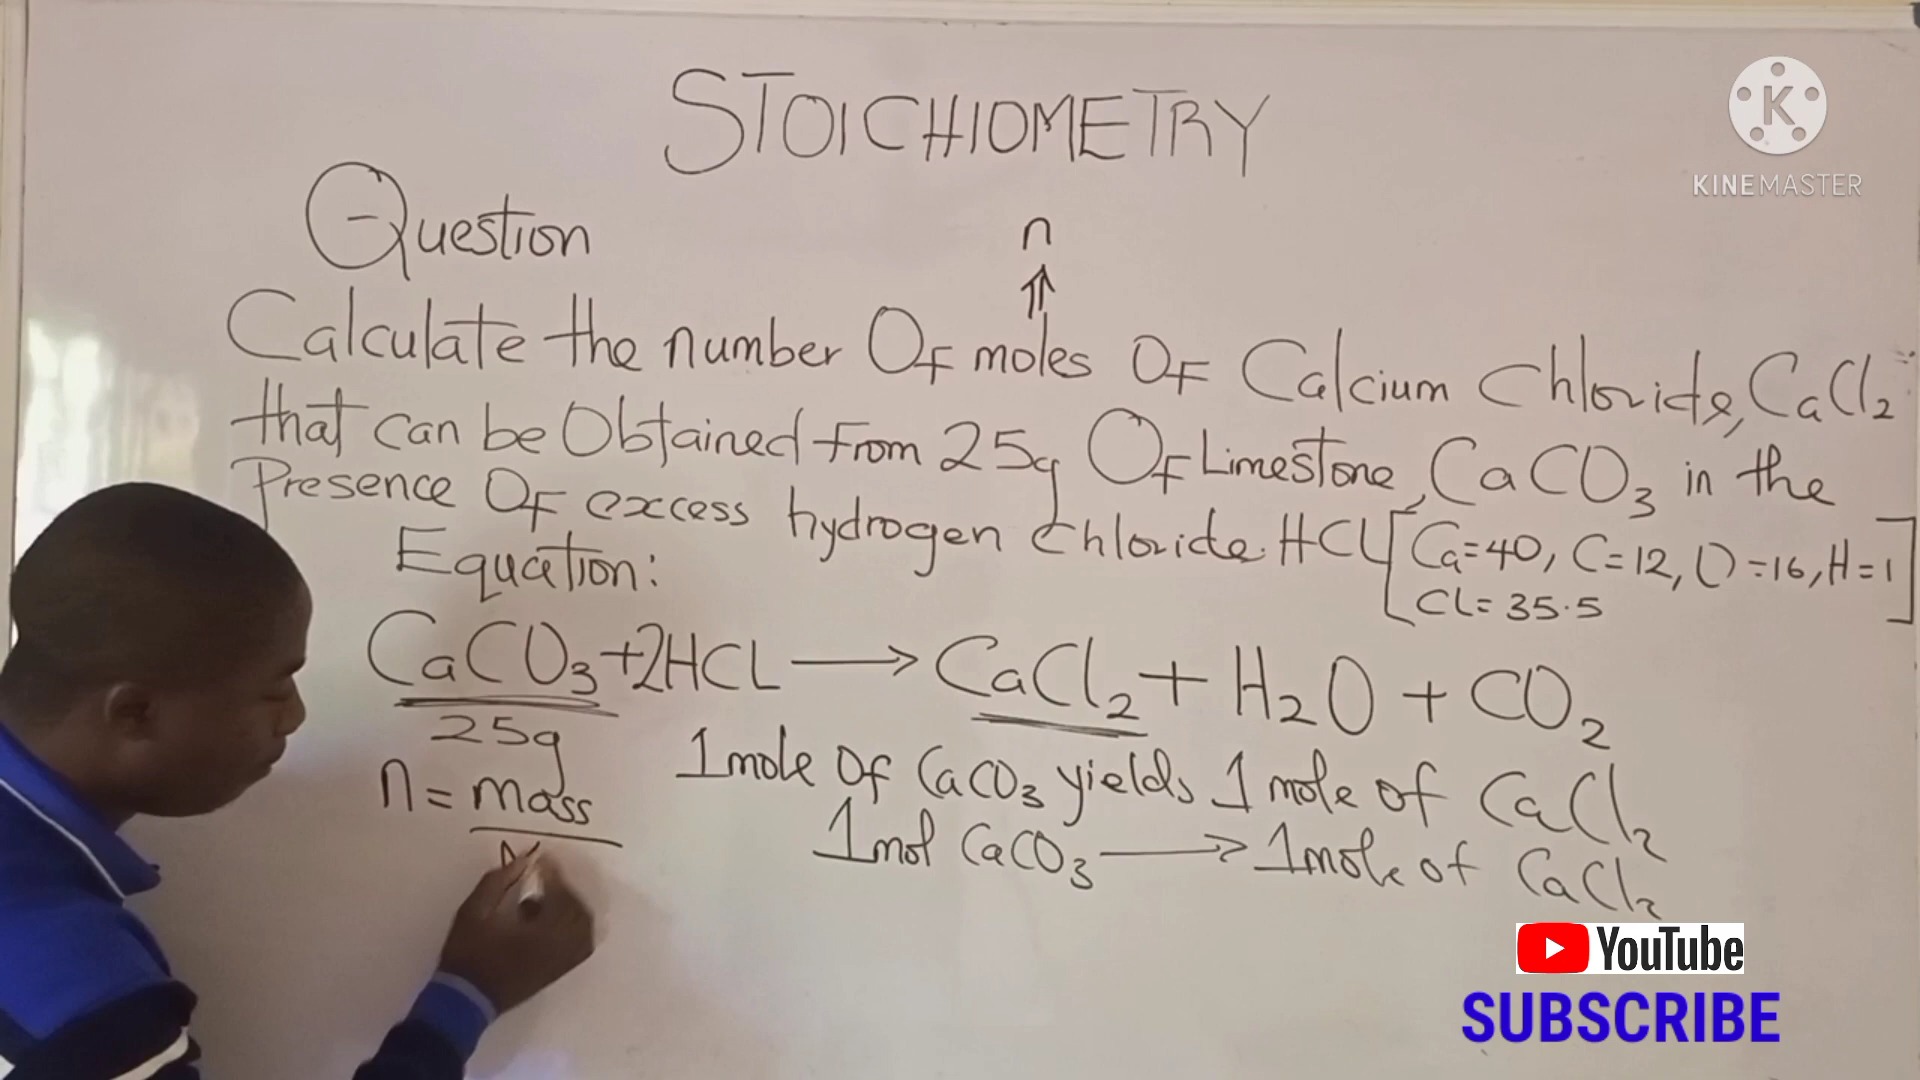 STOICHIOMETRY
KINEMASTER
Question
n
⇑
Calculate the number Of moles Of Calcium Chloride, CaCl2
that can be Obtained from 25g Of Limestone, CaCO3 in the
Presence Of excess hydrogen Chloride. HCL [Ca=40, C=12, O=16, H=1
CL=35.5]
Equation:
CaCO3+2HCL → CaCl2 + H2O + CO2
25g
1mole Of CaCO3 yields 1 mole of CaCl2
n = mass
1mol CaCO3 → 1mole of CaCl2
YouTube
SUBSCRIBE